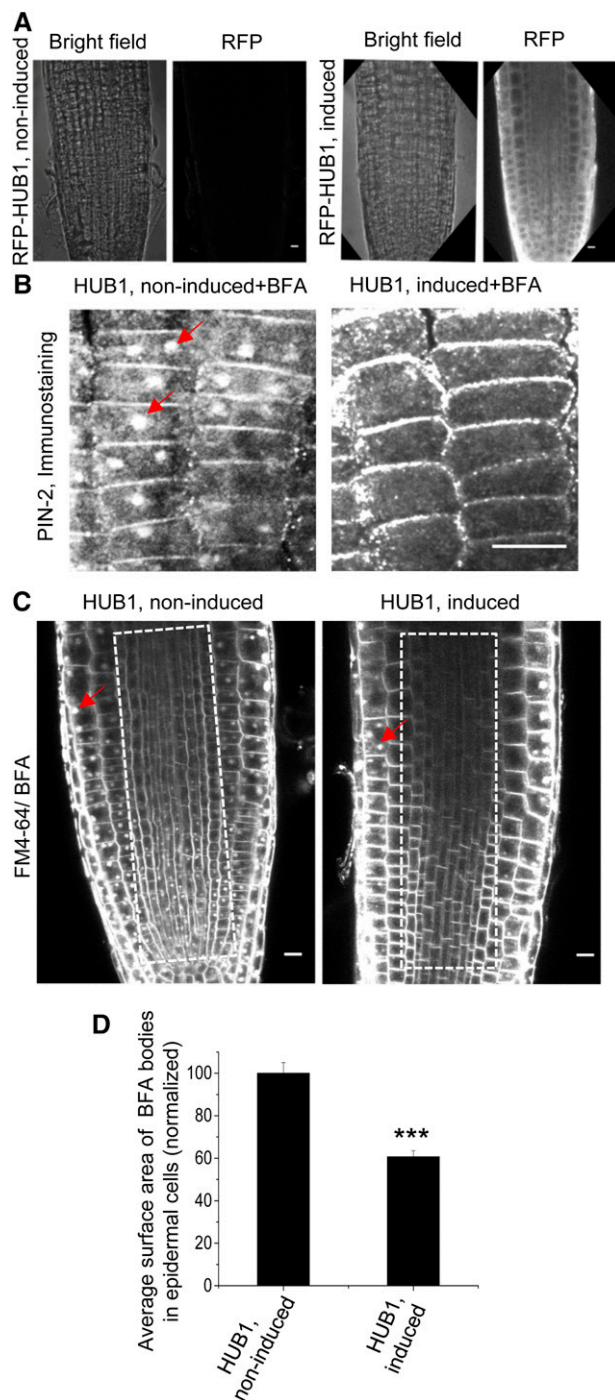 A
Bright field
RFP
Bright field
RFP
RFP-HUB1, non-induced
RFP-HUB1, induced
B
HUB1, non-induced+BFA
HUB1, induced+BFA
PIN-2, Immunostaining
C
HUB1, non-induced
HUB1, induced
FM4-64/ BFA
D
Average surface area of BFA bodies
in epidermal cells (normalized)
100
80
60
40
20
0
***
HUB1,
non-induced
HUB1,
induced